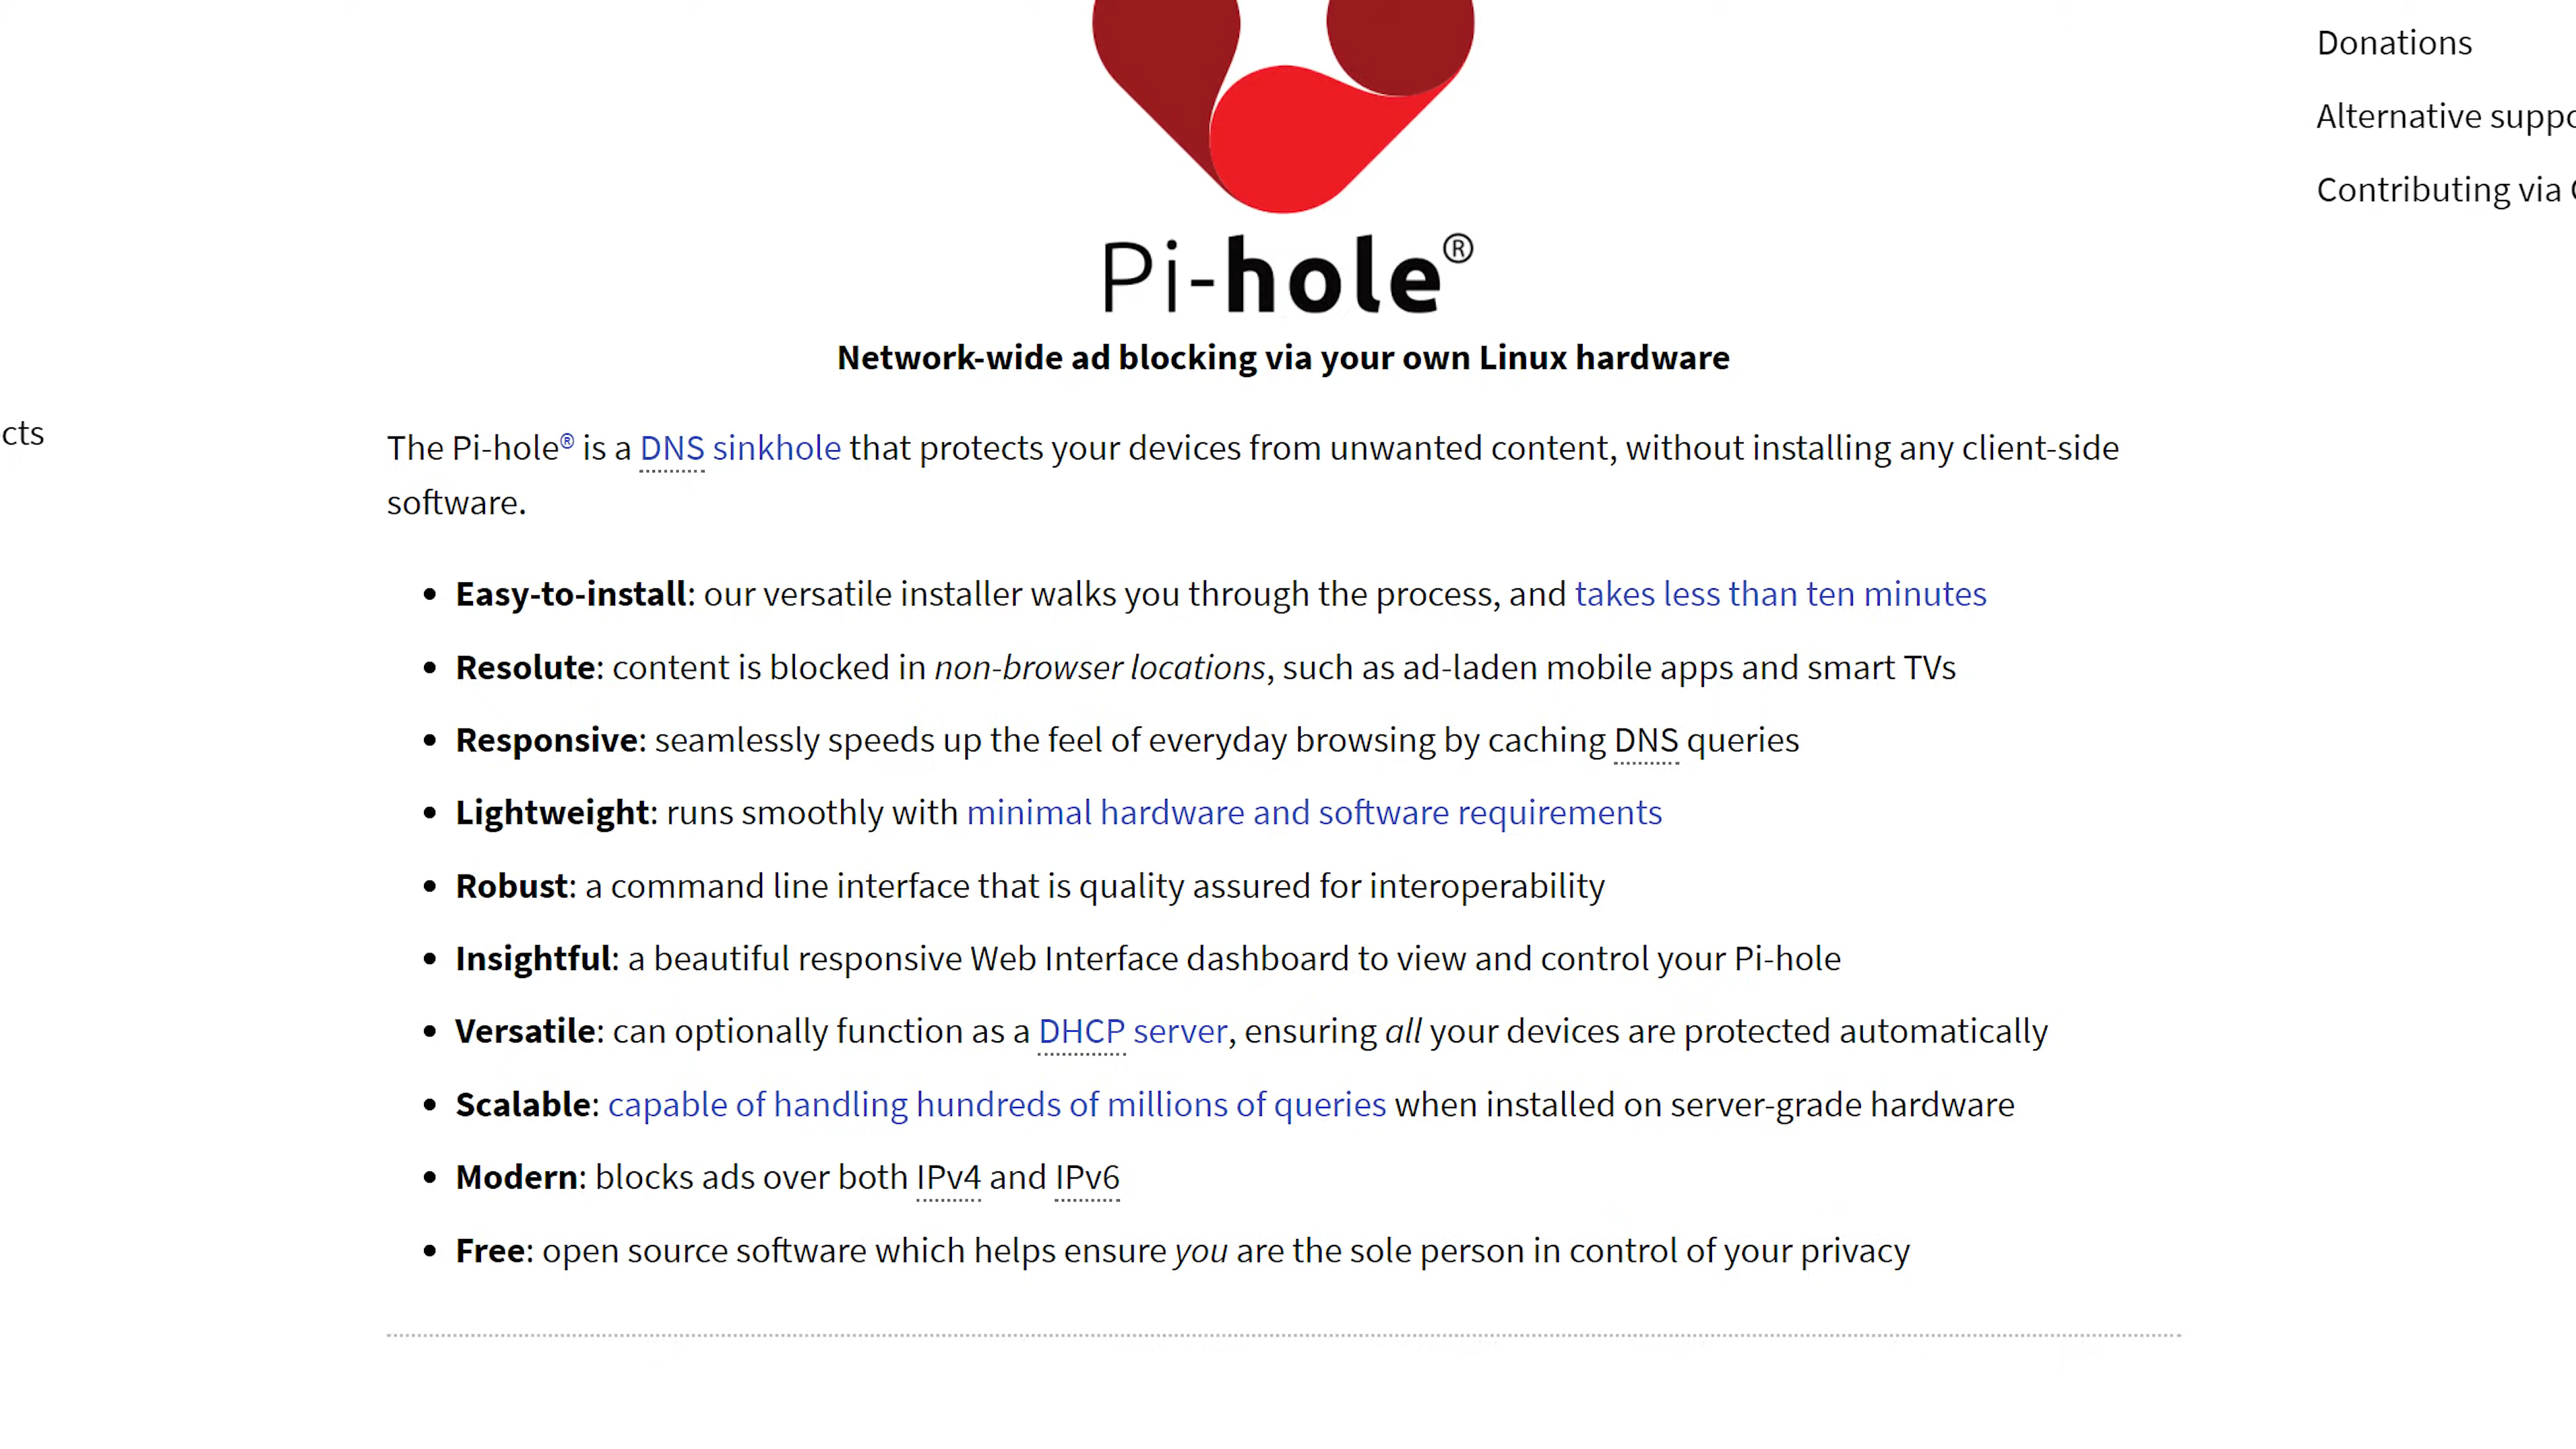 Donations
Alternative suppo
Contributing via
Pi-hole®
Network-wide ad blocking via your own Linux hardware
cts
The Pi-hole® is a DNS sinkhole that protects your devices from unwanted content, without installing any client-side
software.
• Easy-to-install: our versatile installer walks you through the process, and takes less than ten minutes
• Resolute: content is blocked in non-browser locations, such as ad-laden mobile apps and smart TVs
• Responsive: seamlessly speeds up the feel of everyday browsing by caching DNS queries
• Lightweight: runs smoothly with minimal hardware and software requirements
• Robust: a command line interface that is quality assured for interoperability
• Insightful: a beautiful responsive Web Interface dashboard to view and control your Pi-hole
• Versatile: can optionally function as a DHCP server, ensuring all your devices are protected automatically
• Scalable: capable of handling hundreds of millions of queries when installed on server-grade hardware
• Modern: blocks ads over both IPv4 and IPv6
• Free: open source software which helps ensure you are the sole person in control of your privacy